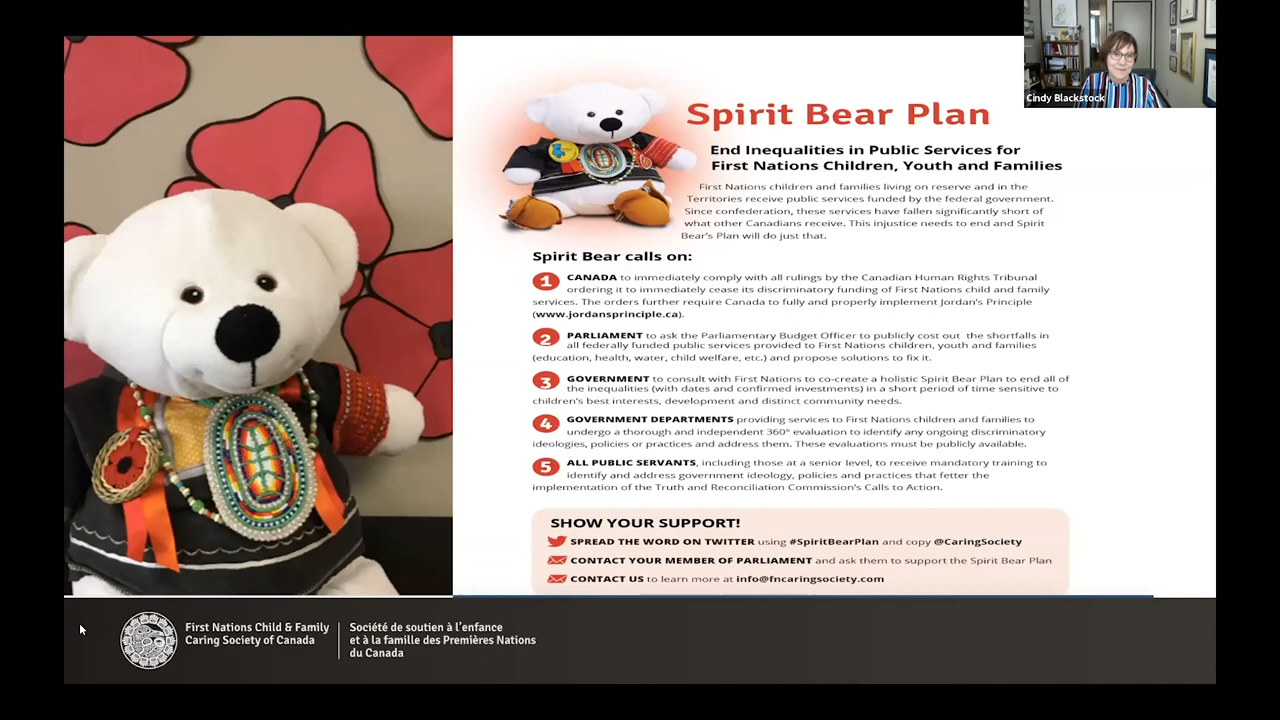 Cindy Blackstock
Spirit Bear Plan
End Inequalities in Public Services for
First Nations Children, Youth and Families
First Nations children and families living on reserve and in the
Territories receive public services funded by the federal government.
Since confederation, these services have fallen significantly short of
what other Canadians receive. This injustice needs to end and Spirit
Bear's Plan will do just that.
Spirit Bear calls on:
1 CANADA to immediately comply with all rulings by the Canadian Human Rights Tribunal
ordering it to immediately cease its discriminatory funding of First Nations child and family
services. The orders further require Canada to fully and properly implement Jordan's Principle
(www.jordansprinciple.ca).
2 PARLIAMENT to ask the Parliamentary Budget Officer to publicly cost out the shortfalls in
all federally funded public services provided to First Nations children, youth and families
(education, health, water, child welfare, etc.) and propose solutions to fix it.
3 GOVERNMENT to consult with First Nations to co-create a holistic Spirit Bear Plan to end all of
the inequalities (with dates and confirmed investments) in a short period of time sensitive to
children's best interests, development and distinct community needs.
4 GOVERNMENT DEPARTMENTS providing services to First Nations children and families to
undergo a thorough and independent 360° evaluation to identify any ongoing discriminatory
ideologies, policies or practices and address them. These evaluations must be publicly available.
5 ALL PUBLIC SERVANTS, including those at a senior level, to receive mandatory training to
identify and address government ideology, policies and practices that fetter the
implementation of the Truth and Reconciliation Commission's Calls to Action.
SHOW YOUR SUPPORT!
SPREAD THE WORD ON TWITTER using #SpiritBearPlan and copy @CaringSociety
CONTACT YOUR MEMBER OF PARLIAMENT and ask them to support the Spirit Bear Plan
CONTACT US to learn more at info@fncaringsociety.com
First Nations Child & Family
Caring Society of Canada
Société de soutien à l'enfance
et à la famille des Premières Nations
du Canada